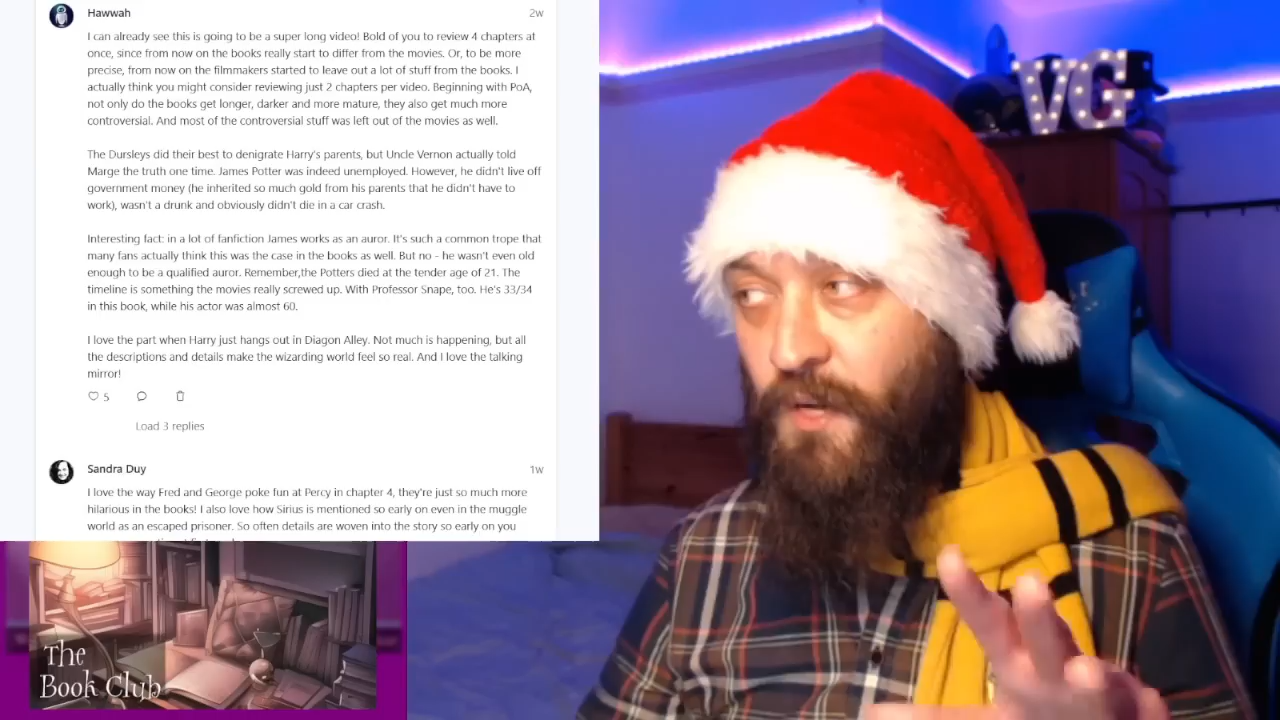 Hawwah
2w
I can already see this is going to be a super long video! Bold of you to review 4 chapters at
once, since from now on the books really start to differ from the movies. Or, to be more
precise, from now on the filmmakers started to leave out a lot of stuff from the books. I
actually think you might consider reviewing just 2 chapters per video. Beginning with PoA,
not only do the books get longer, darker and more mature, they also get much more
controversial. And most of the controversial stuff was left out of the movies as well.
The Dursleys did their best to denigrate Harry's parents, but Uncle Vernon actually told
Marge the truth one time. James Potter was indeed unemployed. However, he didn't live off
government money (he inherited so much gold from his parents that he didn't have to
work), wasn't a drunk and obviously didn't die in a car crash.
Interesting fact: in a lot of fanfiction James works as an auror. It's such a common trope that
many fans actually think this was the case in the books as well. But no - he wasn't even old
enough to be a qualified auror. Remember,the Potters died at the tender age of 21. The
timeline is something the movies really screwed up. With Professor Snape, too. He's 33/34
in this book, while his actor was almost 60.
I love the part when Harry just hangs out in Diagon Alley. Not much is happening, but all
the descriptions and details make the wizarding world feel so real. And I love the talking
mirror!
5
Load 3 replies
Sandra Duy
1w
I love the way Fred and George poke fun at Percy in chapter 4, they're just so much more
hilarious in the books! I also love how Sirius is mentioned so early on even in the muggle
world as an escaped prisoner. So often details are woven into the story so early on you
The
Book Club
VG